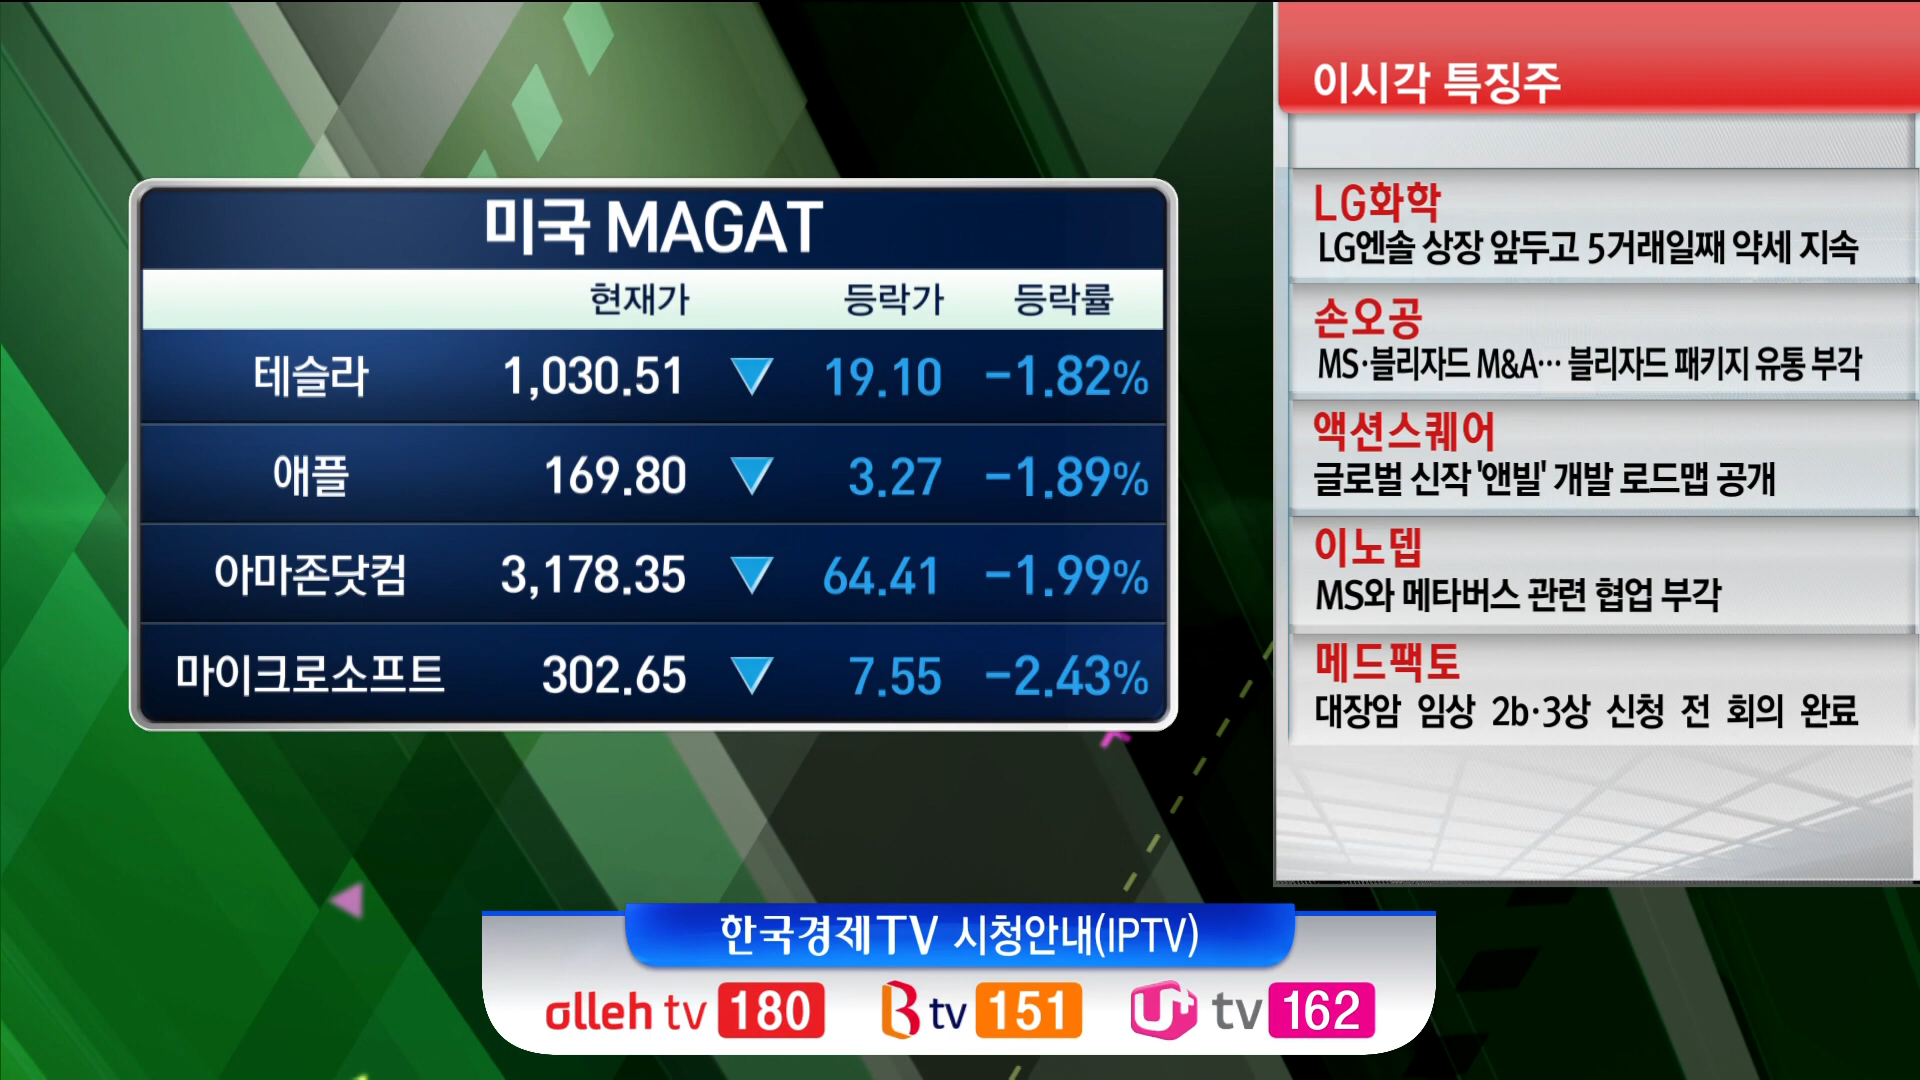 미국 MAGAT
현재가 등락가 등락률
테슬라 1,030.51 ▼ 19.10 -1.82%
애플 169.80 ▼ 3.27 -1.89%
아마존닷컴 3,178.35 ▼ 64.41 -1.99%
마이크로소프트 302.65 ▼ 7.55 -2.43%
이시각 특징주
LG화학
LG엔솔 상장 앞두고 5거래일째 약세 지속
손오공
MS·블리자드 M&A··· 블리자드 패키지 유통 부각
액션스퀘어
글로벌 신작 '앤빌' 개발 로드맵 공개
이노뎁
MS와 메타버스 관련 협업 부각
메드팩토
대장암 임상 2b·3상 신청 전 회의 완료
한국경제TV 시청안내(IPTV)
olleh tv 180 B tv 151 U+ tv 162